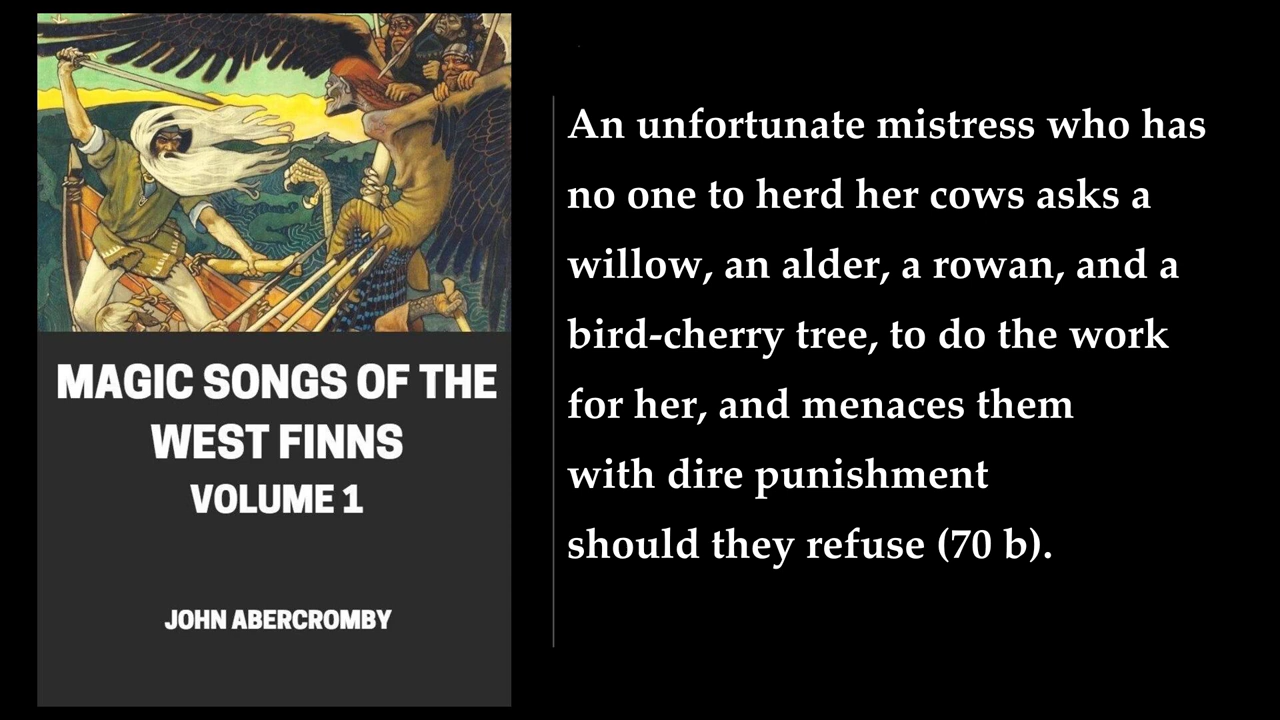 MAGIC SONGS OF THE
WEST FINNS
VOLUME 1
JOHN ABERCROMBY
An unfortunate mistress who has
no one to herd her cows asks a
willow, an alder, a rowan, and a
bird-cherry tree, to do the work
for her, and menaces them
with dire punishment
should they refuse (70 b).